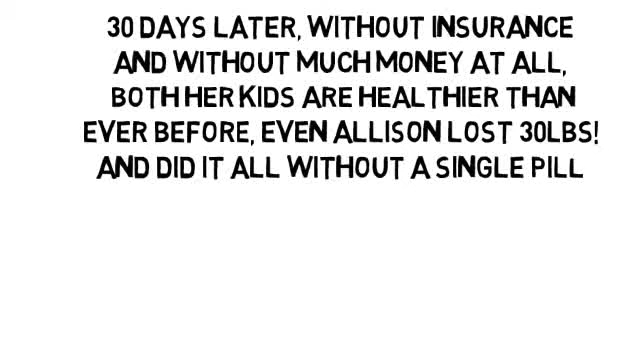 30 DAYS LATER, WITHOUT INSURANCE
AND WITHOUT MUCH MONEY AT ALL,
BOTH HER KIDS ARE HEALTHIER THAN
EVER BEFORE, EVEN ALLISON LOST 30LBS!
AND DID IT ALL WITHOUT A SINGLE PILL